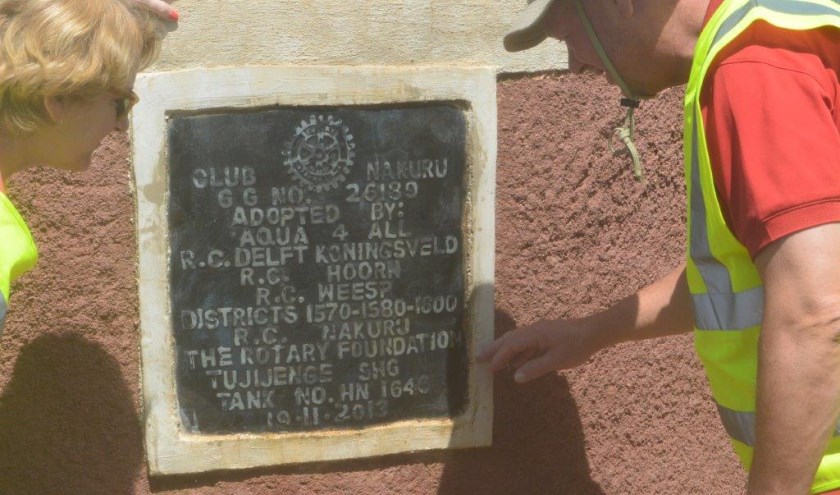 CLUB NAKURU
G.G NO. 26189
ADOPTED BY:
AQUA 4 ALL
R.C. DELFT KONINGSVELD
R.C. HOORN
R.C. WEESP
DISTRICTS 1570-1580-1600
R.C. NAKURU
THE ROTARY FOUNDATION
TUJIJENGE SHG
TANK NO. HN 1646
19·11·2013